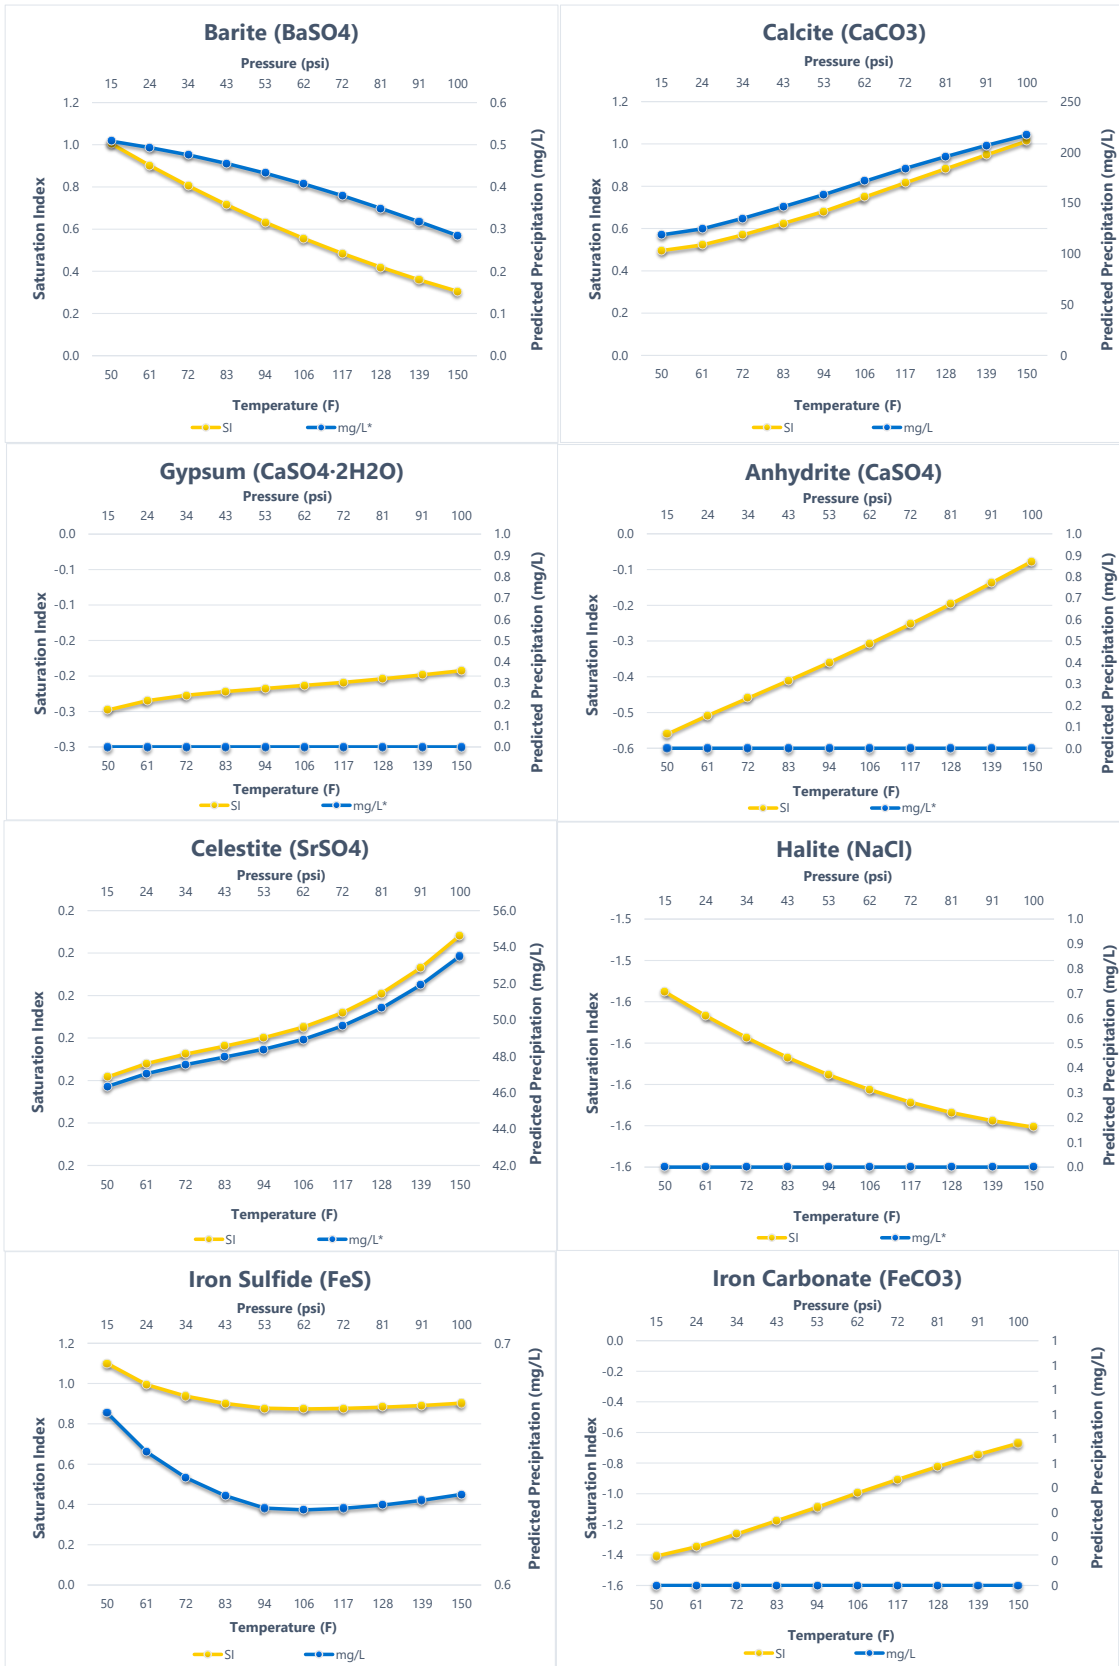 Barite (BaSO4)
Pressure (psi)
15 24 34 43 53 62 72 81 91 100
1.2 0.6
1.0 0.5
0.8 0.4
0.6 0.3
0.4 0.2
0.2 0.1
0.0 0.0
Saturation Index
Predicted Precipitation (mg/L)
50 61 72 83 94 106 117 128 139 150
Temperature (F)
SI mg/L*
Calcite (CaCO3)
Pressure (psi)
15 24 34 43 53 62 72 81 91 100
1.2 250
1.0 200
0.8 150
0.6 100
0.4 50
0.2 0
0.0
Saturation Index
Predicted Precipitation (mg/L)
50 61 72 83 94 106 117 128 139 150
Temperature (F)
SI mg/L
Gypsum (CaSO4·2H2O)
Pressure (psi)
15 24 34 43 53 62 72 81 91 100
0.0 1.0
-0.1 0.9
-0.1 0.8
-0.2 0.7
-0.2 0.6
-0.3 0.5
-0.3 0.4
0.3
0.2
0.1
0.0
Saturation Index
Predicted Precipitation (mg/L)
50 61 72 83 94 106 117 128 139 150
Temperature (F)
SI mg/L*
Anhydrite (CaSO4)
Pressure (psi)
15 24 34 43 53 62 72 81 91 100
0.0 1.0
-0.1 0.9
-0.2 0.8
-0.3 0.7
-0.4 0.6
-0.5 0.5
-0.6 0.4
0.3
0.2
0.1
0.0
Saturation Index
Predicted Precipitation (mg/L)
50 61 72 83 94 106 117 128 139 150
Temperature (F)
SI mg/L*
Celestite (SrSO4)
Pressure (psi)
15 24 34 43 53 62 72 81 91 100
0.2 56.0
0.2 54.0
0.2 52.0
0.2 50.0
0.2 48.0
0.2 46.0
0.2 44.0
42.0
Saturation Index
Predicted Precipitation (mg/L)
50 61 72 83 94 106 117 128 139 150
Temperature (F)
SI mg/L*
Halite (NaCl)
Pressure (psi)
15 24 34 43 53 62 72 81 91 100
-1.5 1.0
-1.5 0.9
-1.6 0.8
-1.6 0.7
-1.6 0.6
-1.6 0.5
-1.6 0.4
0.3
0.2
0.1
0.0
Saturation Index
Predicted Precipitation (mg/L)
50 61 72 83 94 106 117 128 139 150
Temperature (F)
SI mg/L*
Iron Sulfide (FeS)
Pressure (psi)
15 24 34 43 53 62 72 81 91 100
1.2 0.7
1.0
0.8
0.6
0.4
0.2
0.0 0.6
Saturation Index
Predicted Precipitation (mg/L)
50 61 72 83 94 106 117 128 139 150
Temperature (F)
SI mg/L
Iron Carbonate (FeCO3)
Pressure (psi)
15 24 34 43 53 62 72 81 91 100
0.0 1
-0.2 1
-0.4 1
-0.6 1
-0.8 1
-1.0 1
-1.2 0
-1.4 0
-1.6 0
0
0
Saturation Index
Predicted Precipitation (mg/L)
50 61 72 83 94 106 117 128 139 150
Temperature (F)
SI mg/L